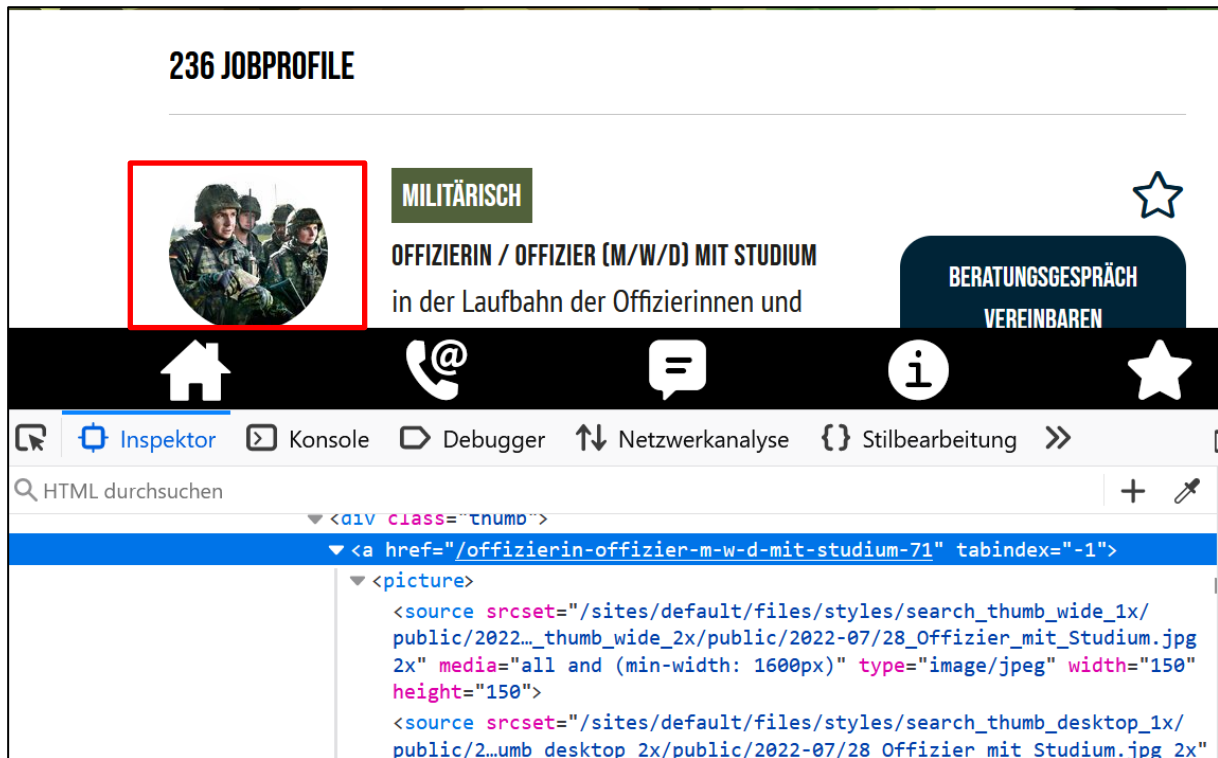 236 JOBPROFILE
MILITÄRISCH
OFFIZIERIN / OFFIZIER (M/W/D) MIT STUDIUM
in der Laufbahn der Offizierinnen und
BERATUNGSGESPRÄCH
VEREINBAREN
Inspektor Konsole Debugger Netzwerkanalyse {} Stilbearbeitung
HTML durchsuchen
<div class="thumb">
<a href="/offizierin-offizier-m-w-d-mit-studium-71" tabindex="-1">
<picture>
<source srcset="/sites/default/files/styles/search_thumb_wide_1x/
public/2022…_thumb_wide_2x/public/2022-07/28_Offizier_mit_Studium.jpg
2x" media="all and (min-width: 1600px)" type="image/jpeg" width="150"
height="150">
<source srcset="/sites/default/files/styles/search_thumb_desktop_1x/
public/2…umb_desktop_2x/public/2022-07/28_Offizier_mit_Studium.jpg 2x"